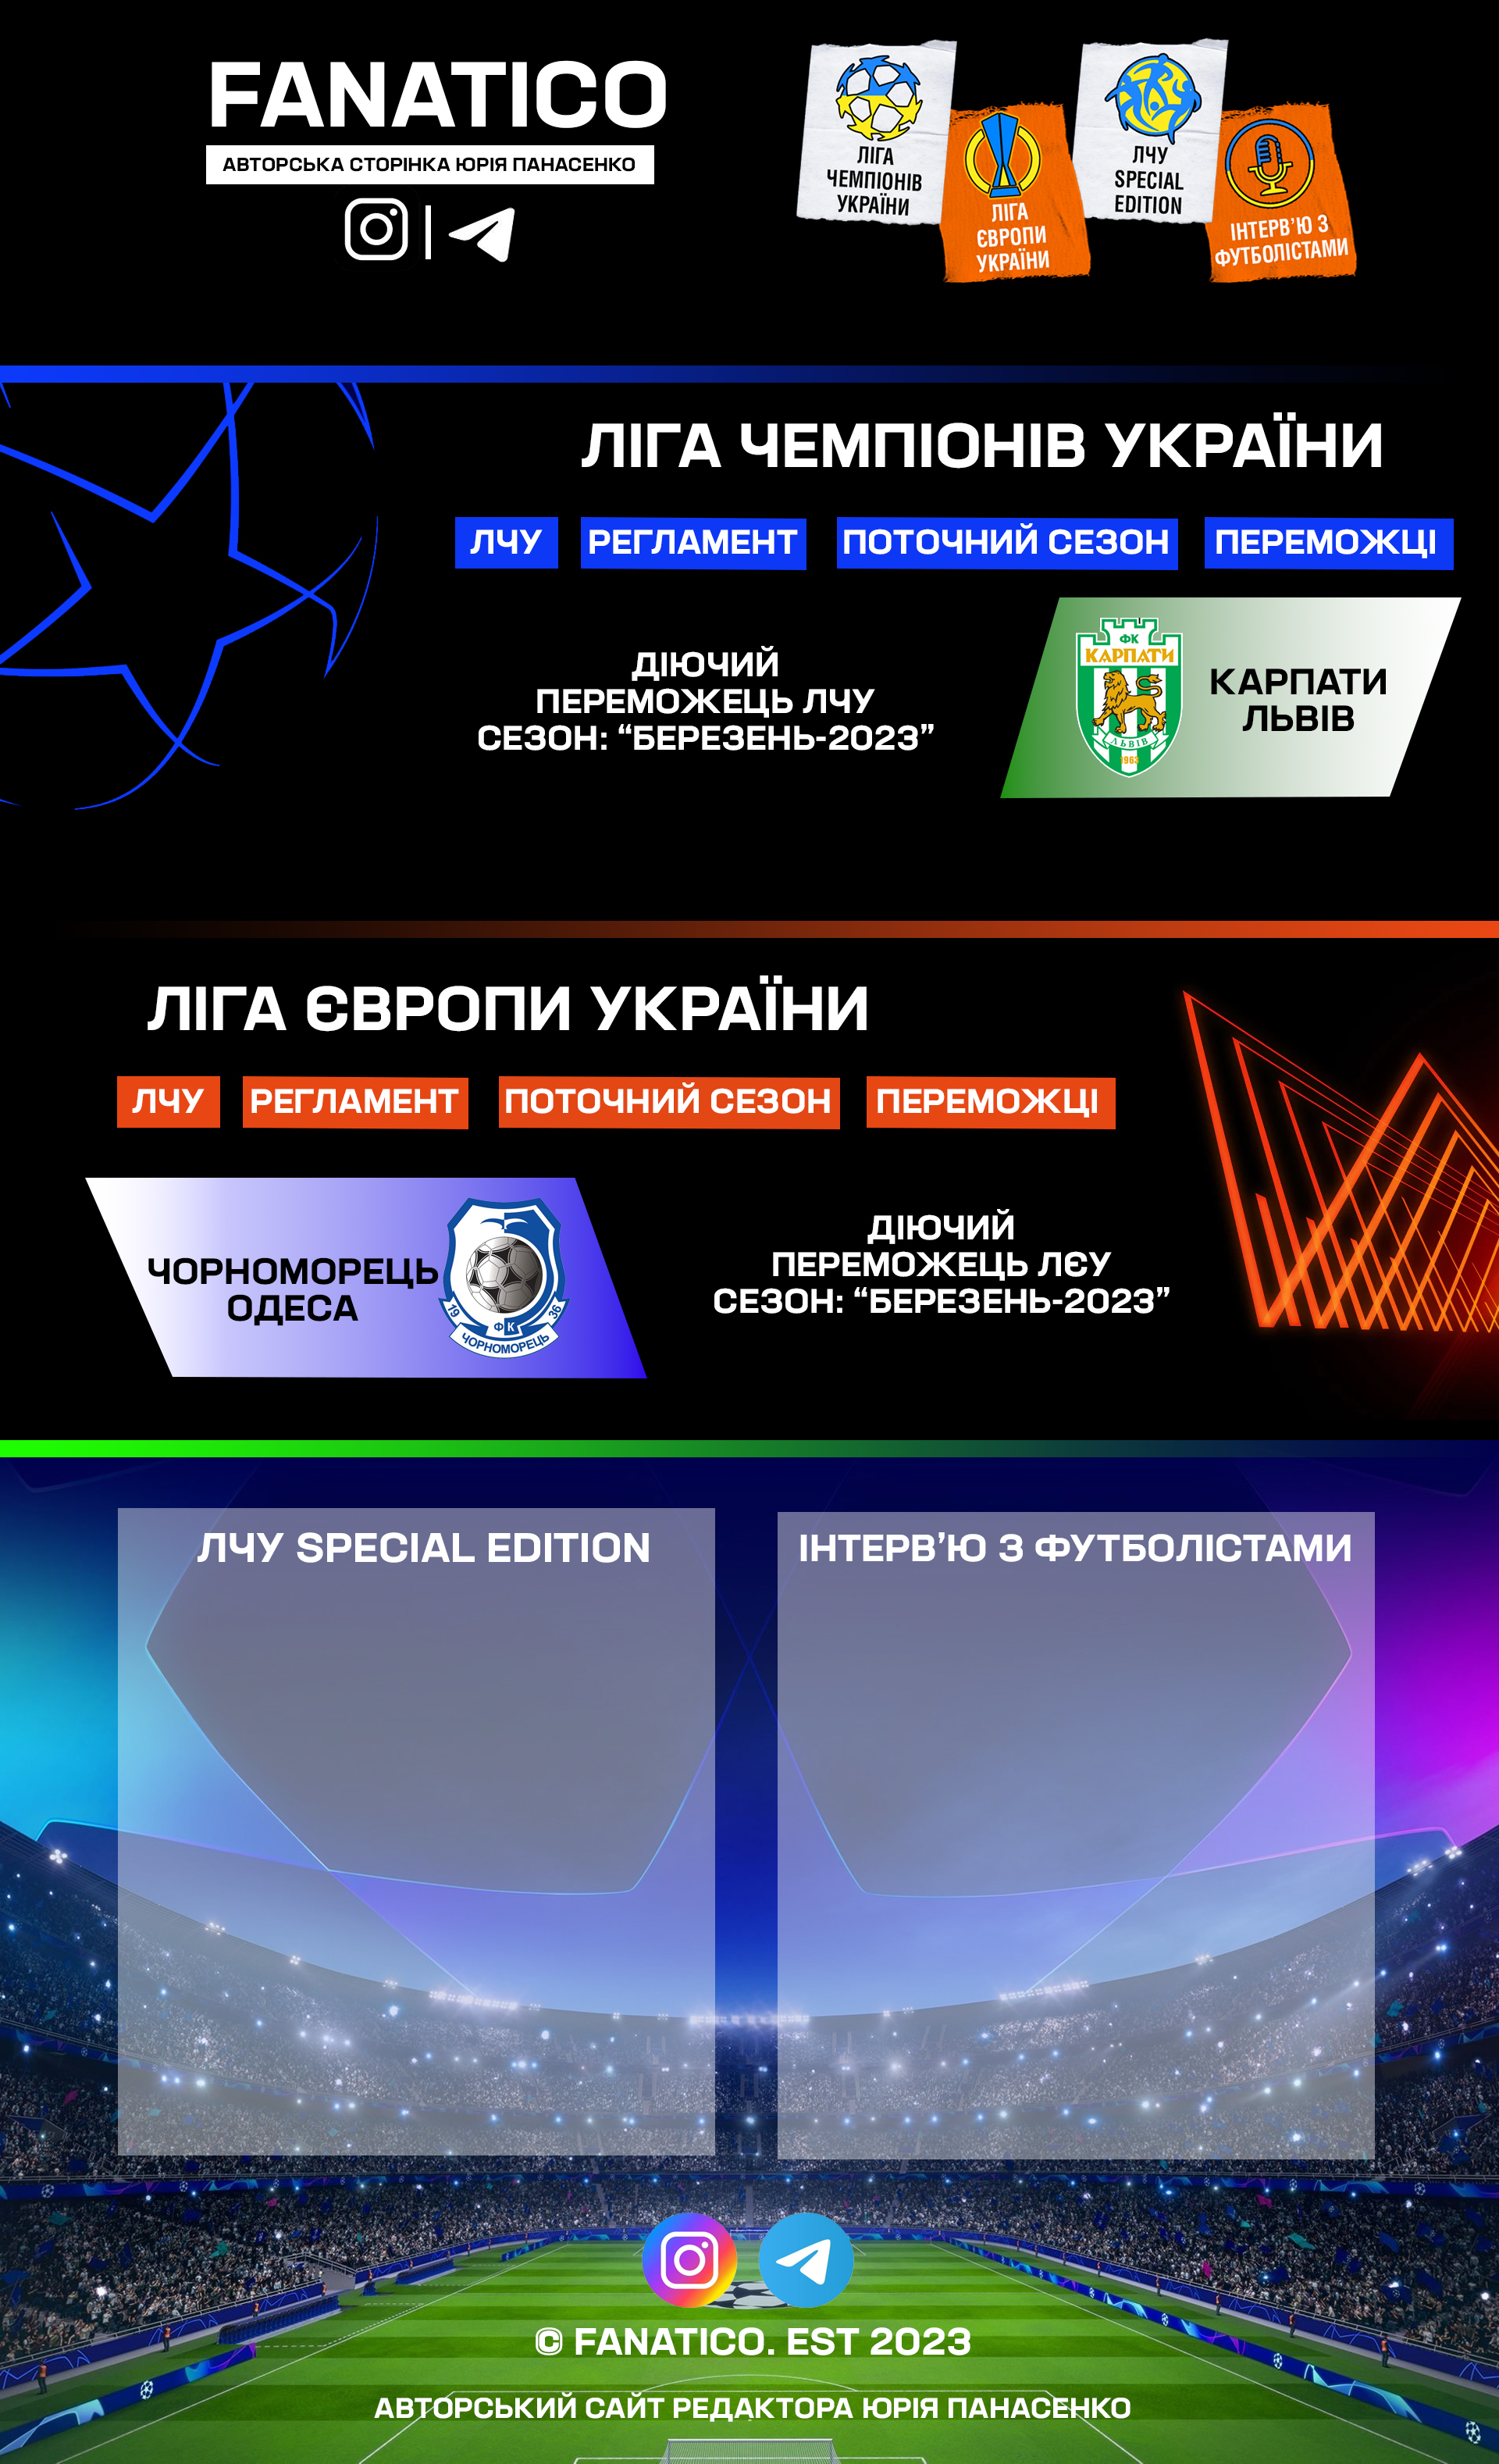 FANATICO
АВТОРСЬКА СТОРІНКА ЮРІЯ ПАНАСЕНКО
ЛІГА
ЧЕМПІОНІВ
УКРАЇНИ
ЛІГА
ЄВРОПИ
УКРАЇНИ
ЛЧУ
SPECIAL
EDITION
ІНТЕРВ’Ю З
ФУТБОЛІСТАМИ
ЛІГА ЧЕМПІОНІВ УКРАЇНИ
ЛЧУ РЕГЛАМЕНТ ПОТОЧНИЙ СЕЗОН ПЕРЕМОЖЦІ
ДІЮЧИЙ
ПЕРЕМОЖЕЦЬ ЛЧУ
СЕЗОН: “БЕРЕЗЕНЬ-2023”
ФК
КАРПАТИ
ЛЬВІВ
1963
КАРПАТИ
ЛЬВІВ
ЛІГА ЄВРОПИ УКРАЇНИ
ЛЧУ РЕГЛАМЕНТ ПОТОЧНИЙ СЕЗОН ПЕРЕМОЖЦІ
ЧОРНОМОРЕЦЬ
ОДЕСА
19 ФК 36
ЧОРНОМОРЕЦЬ
ДІЮЧИЙ
ПЕРЕМОЖЕЦЬ ЛЄУ
СЕЗОН: “БЕРЕЗЕНЬ-2023”
ЛЧУ SPECIAL EDITION
ІНТЕРВ’Ю З ФУТБОЛІСТАМИ
© FANATICO. EST 2023
АВТОРСЬКИЙ САЙТ РЕДАКТОРА ЮРІЯ ПАНАСЕНКО